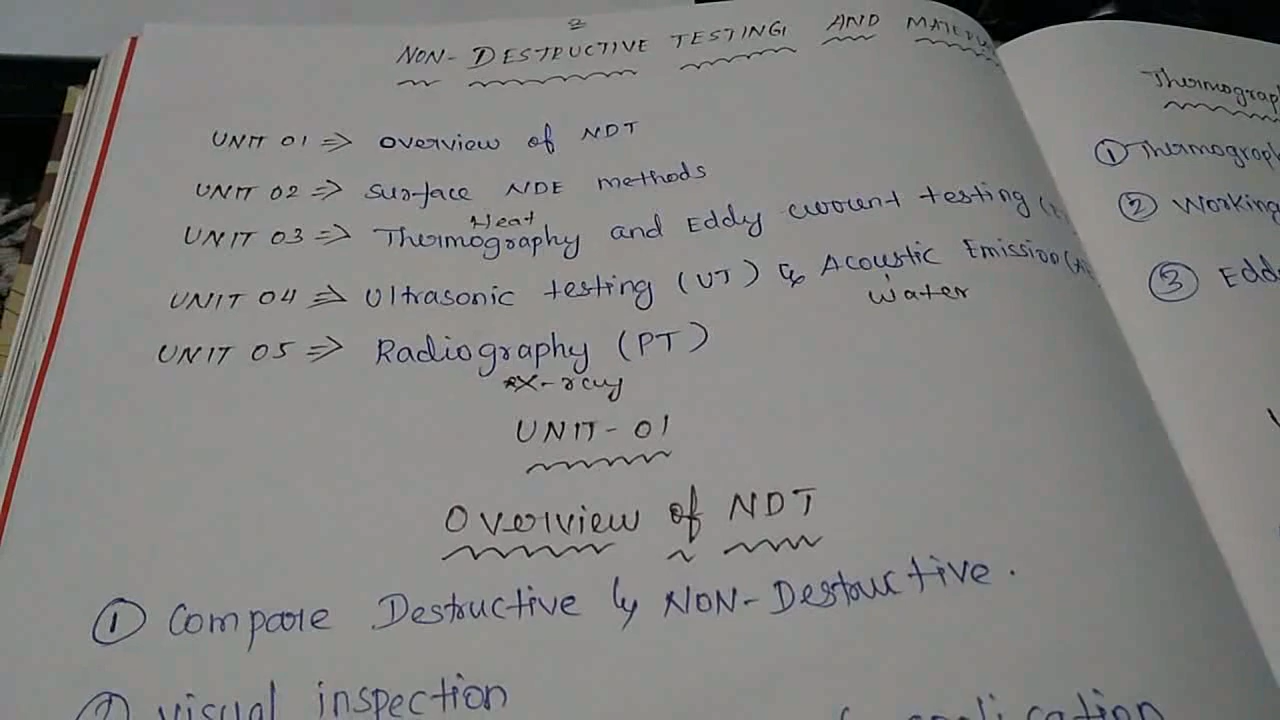 NON-DESTRUCTIVE TESTING AND
UNIT 01 => Overview of NDT
UNIT 02 => Surface NDE methods
Heat
UNIT 03 => Thermography and Eddy current testing (
UNIT 04 => Ultrasonic testing (UT) & Acoustic Emission (A
water
UNIT 05 => Radiography (PT)
X-ray
UNIT-01
Overview of NDT
① Compare Destructive & NON-Destructive.
② Visual inspection
Thermograph
① Thermograph
② Working
③ Edd